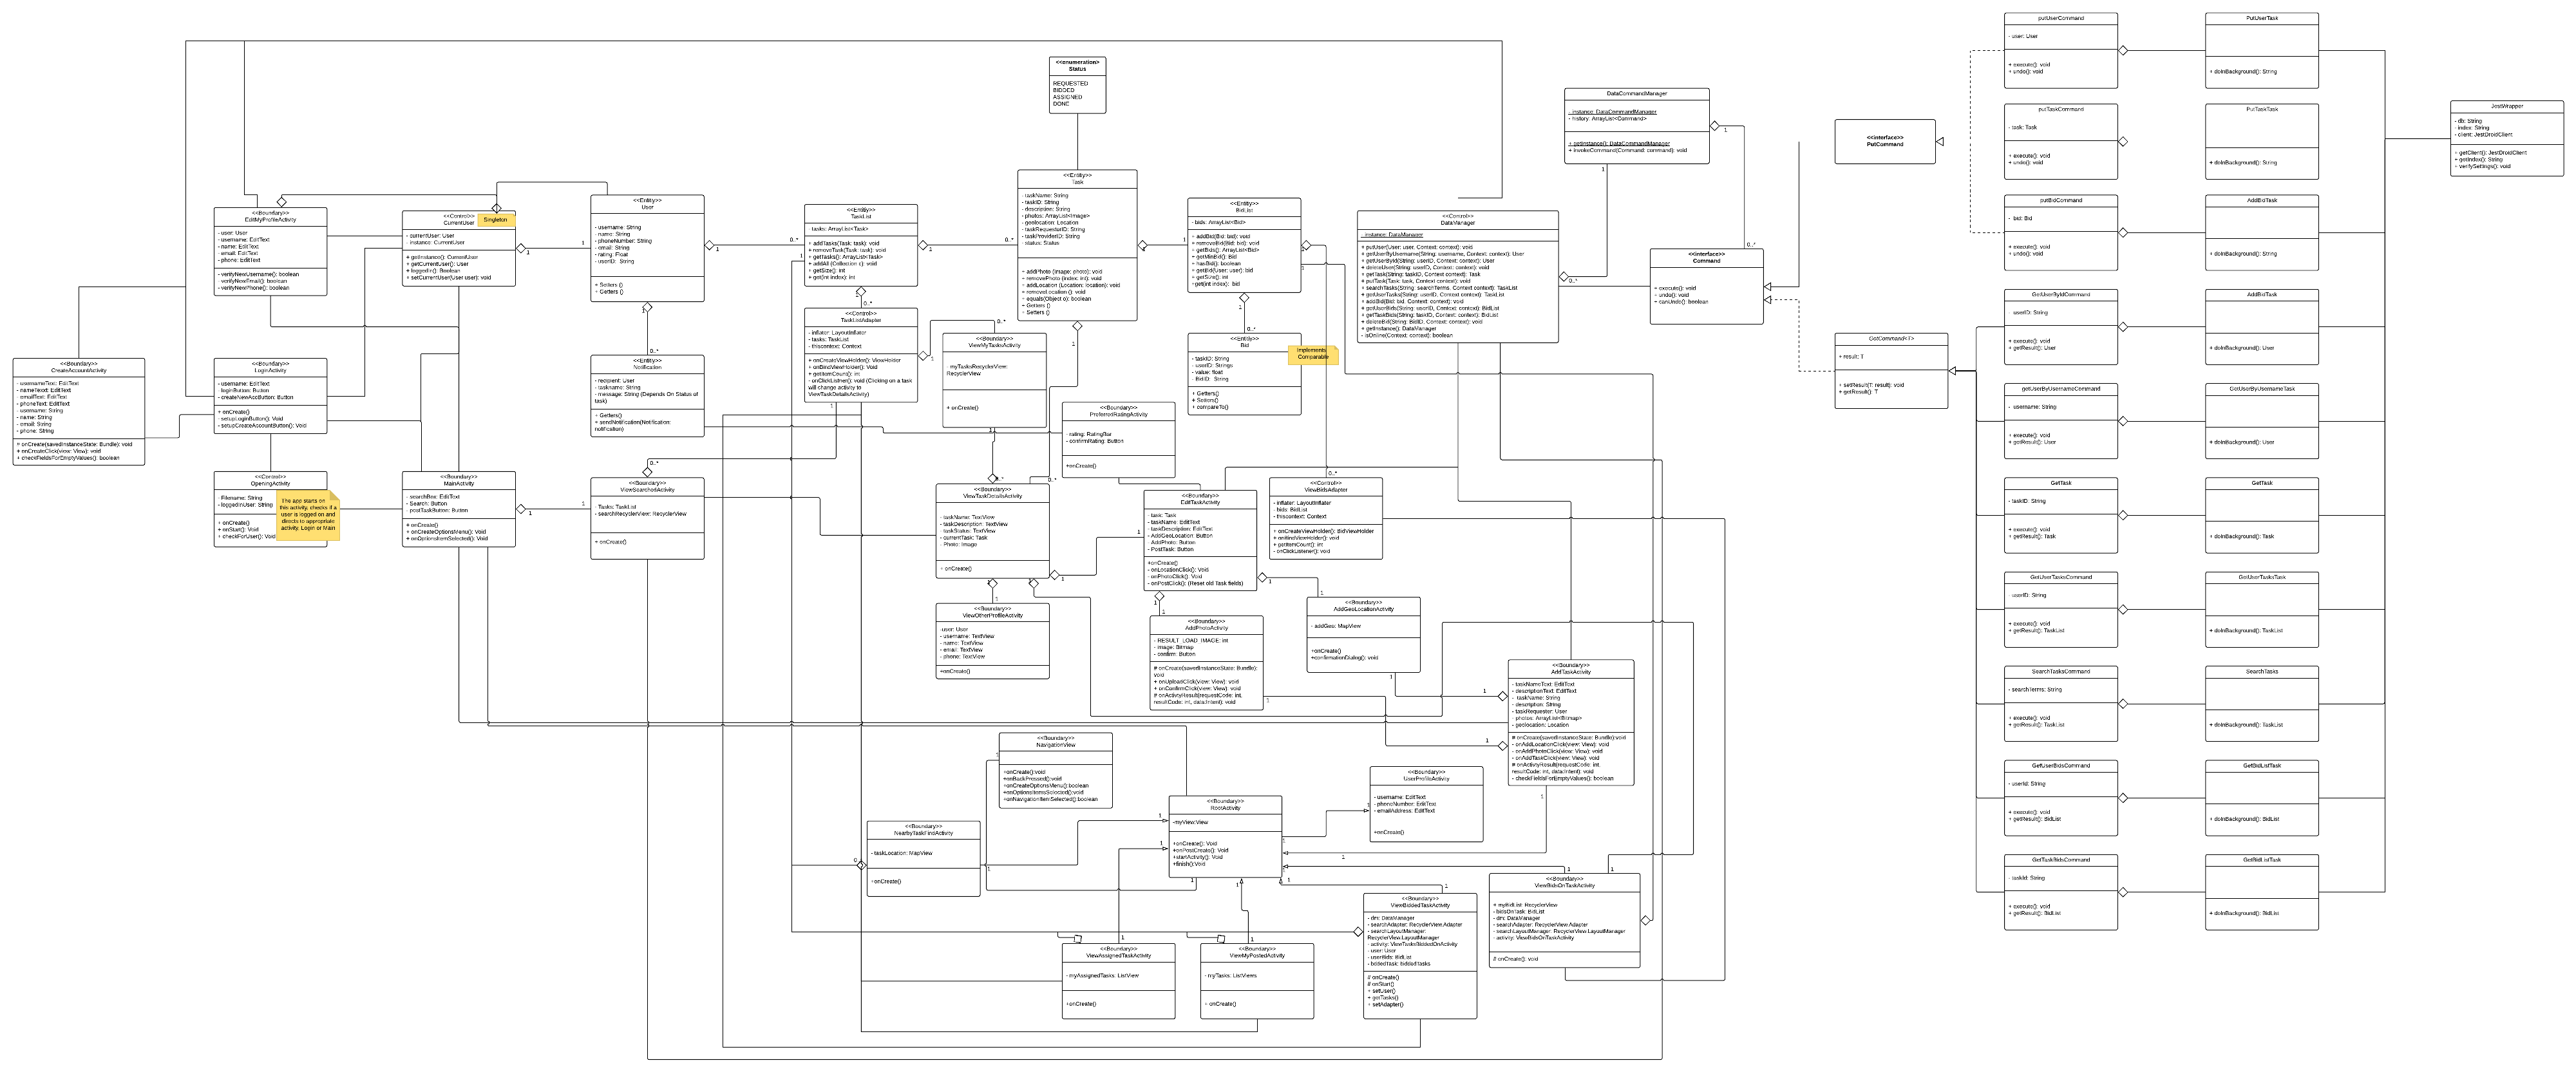 <<enumeration>>
Status
REQUESTED
BIDDED
ASSIGNED
DONE
<<Boundary>>
EditMyProfileActivity
- user: User
- username: EditText
- name: EditText
- email: EditText
- phone: EditText
- verifyNextUsername(): boolean
- verifyNextEmail(): boolean
- verifyNextPhone(): boolean
<<Control>>
CurrentUser
Singleton
- currentUser: User
- instance: CurrentUser
+ getInstance(): CurrentUser
+ getCurrentUser(): User
+ loggedIn(): Boolean
+ setCurrentUser(User user): void
<<Entity>>
User
- username: String
- name: String
- phoneNumber: String
- email: String
- rating: Float
- userID: String
+ Setters ()
+ Getters ()
<<Entity>>
TaskList
- tasks: ArrayList<Task>
+ addTasks(Task: task): void
+ removeTask(Task: task): void
+ getTasks(): ArrayList<Task>
+ addAll (Collection c): void
+ getSize(): int
+ get(int index): int
<<Entity>>
Task
- taskName: String
- taskID: String
- description: String
- photos: ArrayList<Image>
- geolocation: Location
- taskRequesterID: String
- taskProviderID: String
- status: Status
+ addPhoto (image: photo): void
+ removePhoto (index: int): void
+ addLocation (Location: location): void
+ removeLocation (): void
+ equals(Object o): boolean
+ Getters ()
+ Setters ()
<<Entity>>
BidList
- bids: ArrayList<Bid>
+ addBid(Bid: bid): void
+ removeBid(Bid: bid): void
+ getBids(): ArrayList<Bid>
+ getMinBid(): Bid
+ hasBid(): boolean
+ getBid(User: user): bid
+ getSize(): int
+get(int index): bid
<<Control>>
DataManager
- instance: DataManager
+ putUser(User: user, Context: context): void
+ getUserByUsername(String: username, Context: context): User
+ getUserById(String: userID, Context: context): User
+ deleteUser(String: userID, Context: context): void
+ getTask(String: taskID, Context context): Task
+ putTask(Task: task, Context: context): void
+ searchTasks(String: searchTerms, Context: context): TaskList
+ getUserTasks(String: userID, Context: context): TaskList
+ addBid(Bid: bid, Context: context): void
+ getUserBids(String: userID, Context: context): BidList
+ getTaskBids(String: taskID, Context: context): BidList
+ deleteBid(String: BidID, Context: context): void
+ getInstance(): DataManager
- isOnline(Context: context): boolean
DataCommandManager
- instance: DataCommandManager
- history: ArrayList<Command>
+ getInstance(): DataCommandManager
+ invokeCommand(Command: command): void
<<interface>>
Command
+ execute(): void
+ undo(): void
+ canUndo(): boolean
<<interface>>
PutCommand
GetCommand<T>
+ result: T
+ setResult(T: result): void
+ getResult(): T
putUserCommand
- user: User
+ execute(): void
+ undo(): void
PutUserTask
+ doInBackground(): String
putTaskCommand
- task: Task
+ execute(): void
+ undo(): void
PutTaskTask
+ doInBackground(): String
putBidCommand
- bid: Bid
+ execute(): void
+ undo(): void
AddBidTask
+ doInBackground(): String
GetUserByIdCommand
- userID: String
+ execute(): void
+ getResult(): User
AddBidTask
+ doInBackground(): User
getUserByUsernameCommand
- username: String
+ execute(): void
+ getResult(): User
GetUserByUsernameTask
+ doInBackground(): User
GetTask
- taskID: String
+ execute(): void
+ getResult(): Task
GetTask
+ doInBackground(): Task
GetUserTasksCommand
- userID: String
+ execute(): void
+ getResult(): TaskList
GetUserTasksTask
+ doInBackground(): TaskList
SearchTasksCommand
- searchTerms: String
+ execute(): void
+ getResult(): TaskList
SearchTasks
+ doInBackground(): TaskList
GetUserBidsCommand
- userId: String
+ execute(): void
+ getResult(): BidList
GetBidListTask
+ doInBackground(): BidList
GetTaskBidsCommand
- taskId: String
+ execute(): void
+ getResult(): BidList
GetBidListTask
+ doInBackground(): BidList
JestWrapper
- db: String
- index: String
- client: JestDroidClient
+ getClient(): JestDroidClient
+ getIndex(): String
+ verifySettings(): void
<<Boundary>>
CreateAccountActivity
- usernameText: EditText
- nameText: EditText
- emailText: EditText
- phoneText: EditText
- username: String
- name: String
- email: String
- phone: String
# onCreate(savedInstanceState: Bundle): void
+ onCreateClick(view: View): void
+ checkFieldsForEmptyValues(): boolean
<<Boundary>>
LoginActivity
- username: EditText
- loginButton: Button
- createNewAccButton: Button
+ onCreate()
- setupLoginButton(): Void
- setupCreateAccountButton(): Void
<<Control>>
OpeningActivity
- Filename: String
- loggedInUser: String
+ onCreate()
+ onStart(): Void
+ checkForUser(): Void
The app starts on
this activity, checks if a
user is logged on and
directs to appropriate
activity. Login or Main
<<Boundary>>
MainActivity
- searchBox: EditText
- Search: Button
- postTaskButton: Button
+ onCreate()
+ onCreateOptionsMenu(): Void
+ onOptionsItemSelected(): Void
<<Entity>>
Notification
- recipient: User
- taskname: String
- message: String (Depends On Status of
task)
+ Getters()
+ sendNotification(Notification:
notification)
<<Boundary>>
ViewSearchedActivity
- Tasks: TaskList
- searchRecyclerView: RecyclerView
+ onCreate()
<<Control>>
TaskListAdapter
- inflater: LayoutInflater
- tasks: TaskList
- thiscontext: Context
+ onCreateViewHolder(): ViewHolder
+ onBindViewHolder(): Void
+ getItemCount(): int
- onClickListner(): void (Clicking on a task
will change activity to
ViewTaskDetailsActivity)
<<Boundary>>
ViewMyTasksActivity
- myTasksRecyclerView:
RecyclerView
+ onCreate()
<<Boundary>>
PreferredRatingActivity
- rating: RatingBar
- confirmRating: Button
+onCreate()
<<Entity>>
Bid
- taskID: String
- userID: Strings
- value: float
- BidID: String
+ Getters()
+ Setters()
+ compareTo()
Implements
Comparable
<<Boundary>>
ViewTaskDetailsActivity
- taskName: TextView
- taskDescription: TextView
- taskStatus: TextView
- currentTask: Task
- Photo: Image
+ onCreate()
<<Boundary>>
EditTaskActivity
- task: Task
- taskName: EditText
- taskDescription: EditText
- AddGeoLocation: Button
- AddPhoto: Button
- PostTask: Button
+onCreate()
- onLocationClick(): Void
- onPhotoClick(): Void
- onPostClick(): (Reset old Task fields)
<<Control>>
ViewBidsAdapter
- inflater: LayoutInflater
- bids: BidList
- thiscontext: Context
+ onCreateViewHolder(): BidViewHolder
+ onBindViewHolder(): void
+ getItemCount(): int
- onClickListener(): void
<<Boundary>>
ViewOtherProfileActivity
-user: User
- username: TextView
- name: TextView
- email: TextView
- phone: TextView
+onCreate()
<<Boundary>>
AddPhotoActivity
- RESULT_LOAD_IMAGE: int
- image: Bitmap
- confirm: Button
# onCreate(savedInstanceState: Bundle):
void
+ onUploadClick(view: View): void
+ onConfirmClick(view: View): void
# onActivityResult(requestCode: int,
resultCode: int, data:Intent): void
<<Boundary>>
AddGeoLocationActivity
- addGeo: MapView
+onCreate()
+confirmationDialog(): void
<<Boundary>>
AddTaskActivity
- taskNameText: EditText
- descriptionText: EditText
- taskName: String
- description: String
- taskRequester: User
- photos: ArrayList<Bitmap>
- geolocation: Location
# onCreate(savedInstanceState: Bundle):void
- onAddLocationClick(view: View): void
- onAddPhotoClick(view: View): void
- onAddTaskClick(view: View): void
# onActivityResult(requestCode: int,
resultCode: int, data:Intent): void
- checkFieldsForEmptyValues(): boolean
<<Boundary>>
NavigationView
+onCreate():void
+onBackPressed():void
+onCreateOptionsMenu():boolean
+onOptionsItemsSelected():void
+onNavigationItemSelected():boolean
<<Boundary>>
NearbyTaskFindActivity
- taskLocation: MapView
+onCreate()
<<Boundary>>
RootActivity
-myView:View
+onCreate(): Void
+onPostCreate(): Void
+startActivity(): Void
+finish():Void
<<Boundary>>
UserProfileActivity
- username: EditText
- phoneNumber: EditText
- emailAddress: EditText
+onCreate()
<<Boundary>>
ViewAssignedTaskActivity
- myAssignedTasks: ListView
+onCreate()
<<Boundary>>
ViewMyPostedActivity
- myTasks: ListViews
+ onCreate()
<<Boundary>>
ViewBiddedTaskActivity
- dm: DataManager
- searchAdapter: RecyclerView.Adapter
- searchLayoutManager:
RecyclerView.LayoutManager
- activity: ViewTasksBiddedOnActivity
- user: User
- userBids: BidList
- biddedTask: biddedTasks
# onCreate()
# onStart()
+ setUser()
+ getTasks()
+ setAdapter()
<<Boundary>>
ViewBidsOnTaskActivity
+ myBidList: RecyclerView
- bidsOnTask: BidList
- dm: DataManager
- searchAdapter: RecyclerView.Adapter
- searchLayoutManager: RecyclerView.LayoutManager
- activity: ViewBidsOnTaskActivity
# onCreate(): void